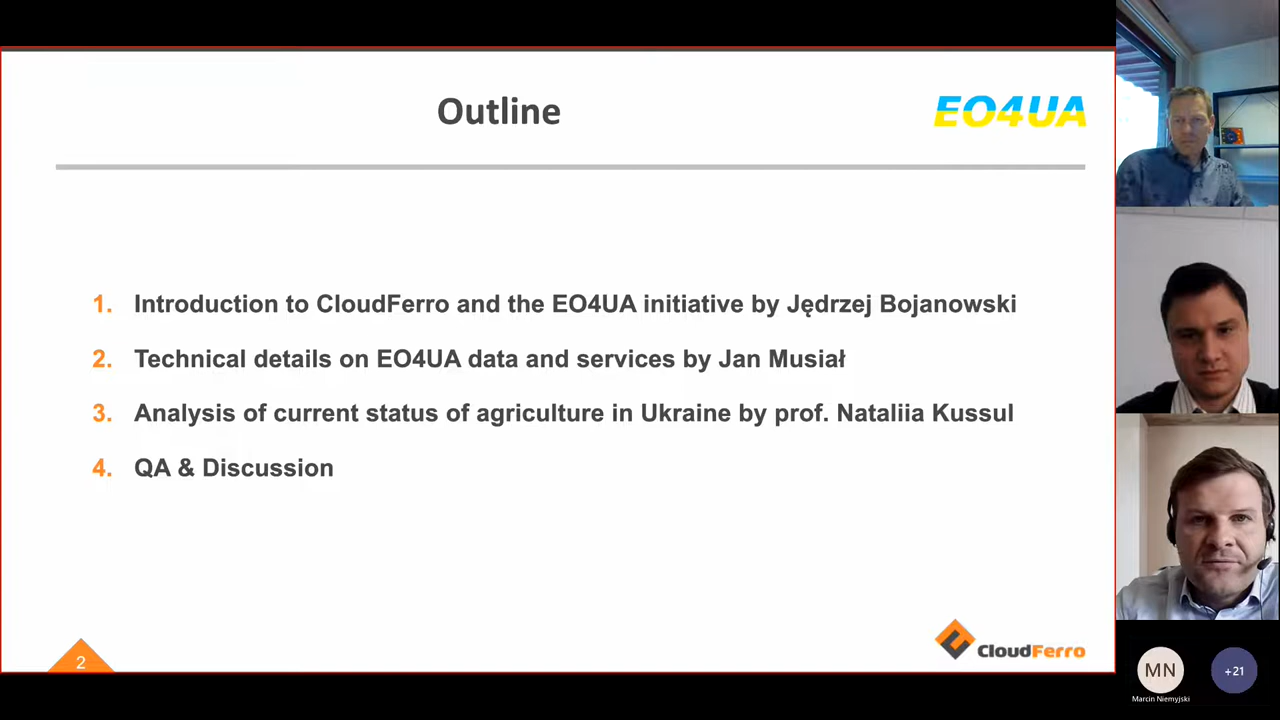 Outline
EO4UA
1. Introduction to CloudFerro and the EO4UA initiative by Jędrzej Bojanowski
2. Technical details on EO4UA data and services by Jan Musiał
3. Analysis of current status of agriculture in Ukraine by prof. Nataliia Kussul
4. QA & Discussion
2
CloudFerro
MN
Marcin Niemyjski
+21